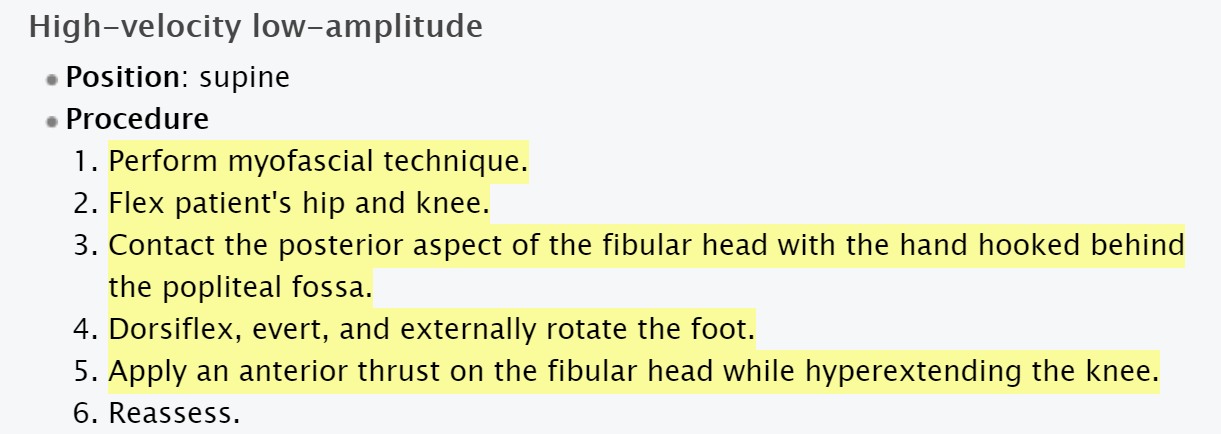 High-velocity low-amplitude
Position: supine
Procedure
1. Perform myofascial technique.
2. Flex patient's hip and knee.
3. Contact the posterior aspect of the fibular head with the hand hooked behind
the popliteal fossa.
4. Dorsiflex, evert, and externally rotate the foot.
5. Apply an anterior thrust on the fibular head while hyperextending the knee.
6. Reassess.